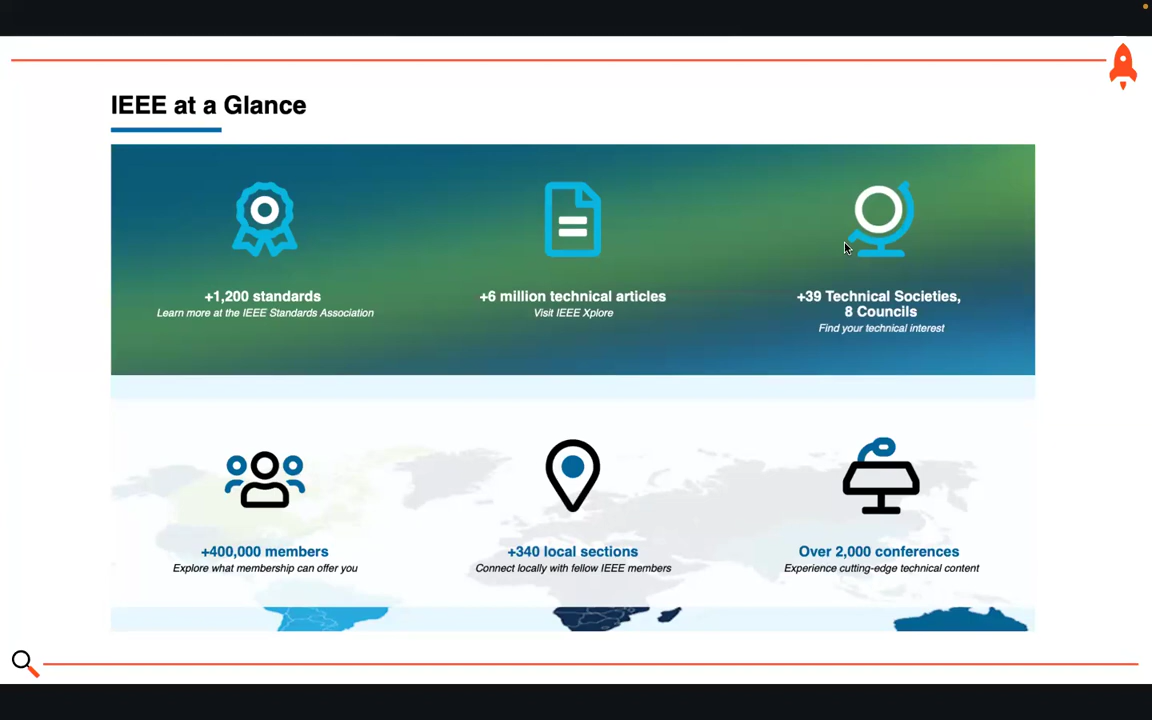 IEEE at a Glance
+1,200 standards
Learn more at the IEEE Standards Association
+6 million technical articles
Visit IEEE Xplore
+39 Technical Societies,
8 Councils
Find your technical interest
+400,000 members
Explore what membership can offer you
+340 local sections
Connect locally with fellow IEEE members
Over 2,000 conferences
Experience cutting-edge technical content